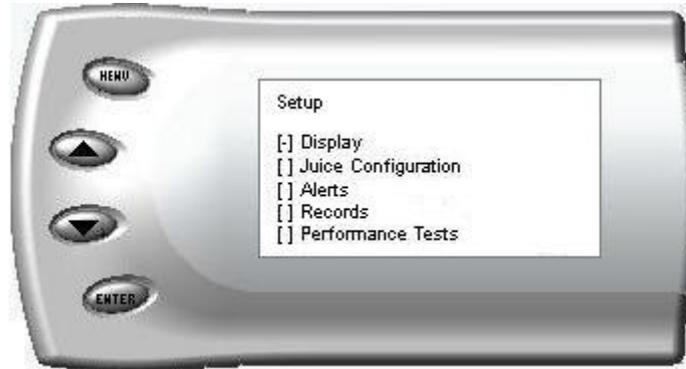 MENU
Setup
[-] Display
[ ] Juice Configuration
[ ] Alerts
[ ] Records
[ ] Performance Tests
ENTER